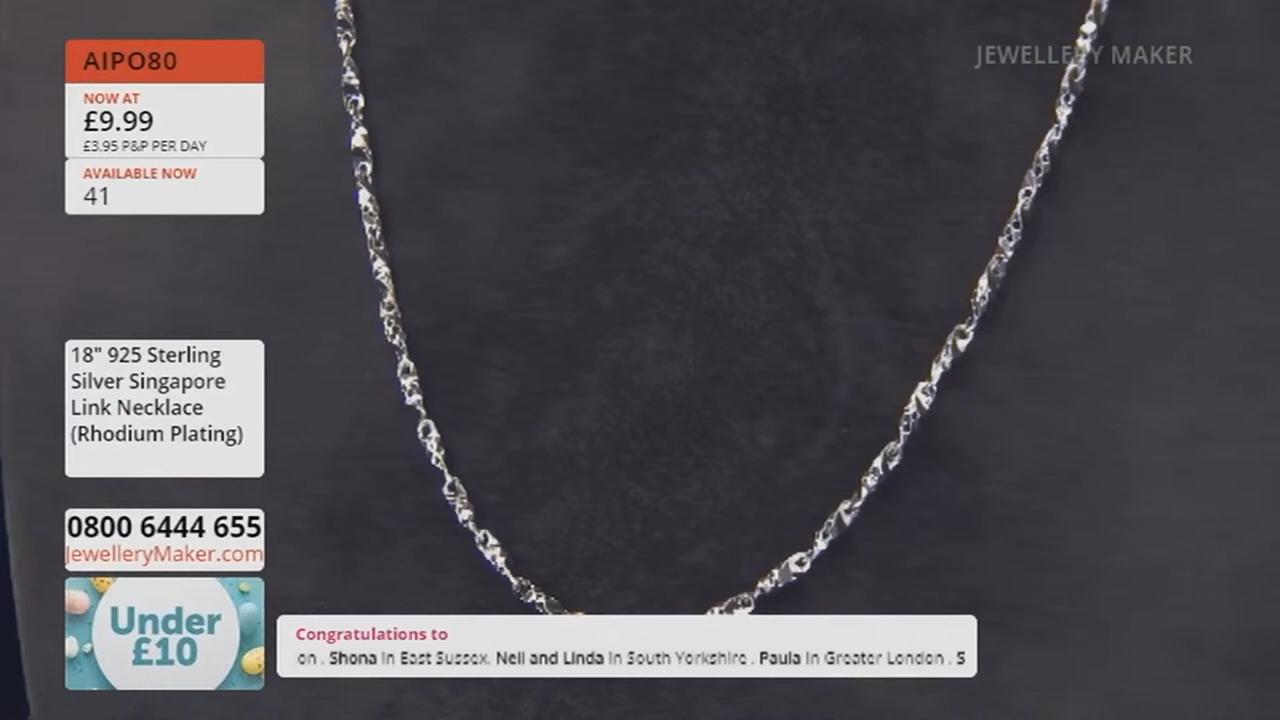 AIPO80
NOW AT
£9.99
£3.95 P&P PER DAY
AVAILABLE NOW
41
JEWELLERY MAKER
18" 925 Sterling
Silver Singapore
Link Necklace
(Rhodium Plating)
0800 6444 655
JewelleryMaker.com
Under
£10
Congratulations to
on . Shona in East Sussex. Neil and Linda in South Yorkshire . Paula in Greater London . S